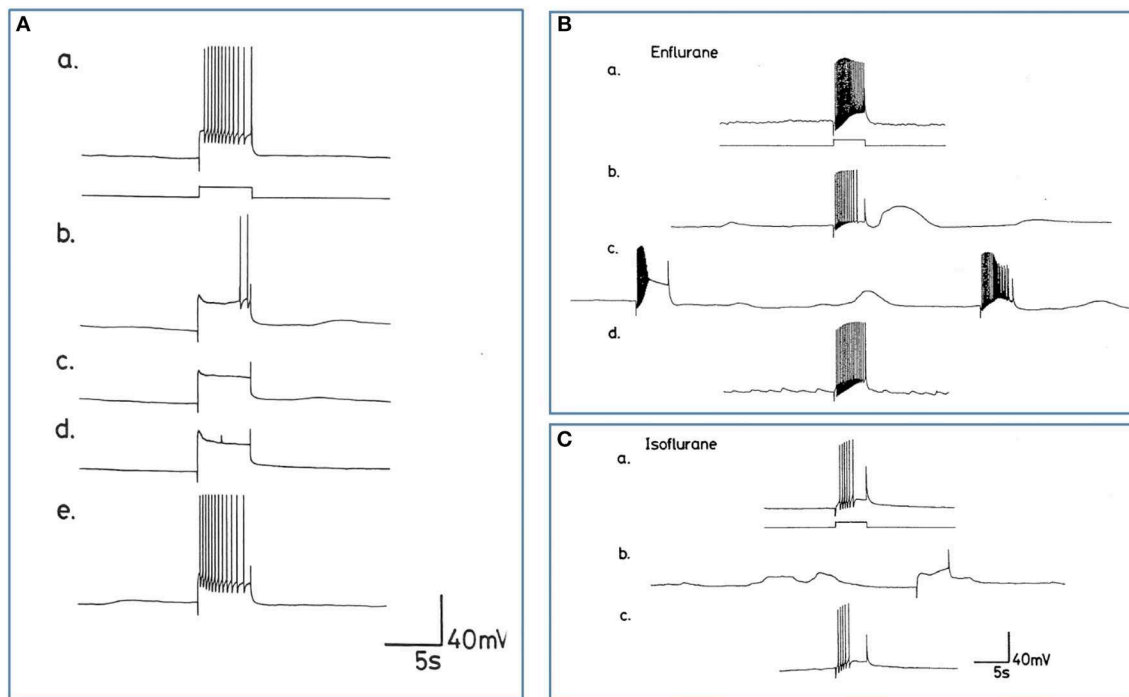 A
a.
b.
c.
d.
e.
40mV
5s
B
Enflurane
a.
b.
c.
d.
C
Isoflurane
a.
b.
c.
40mV
5s